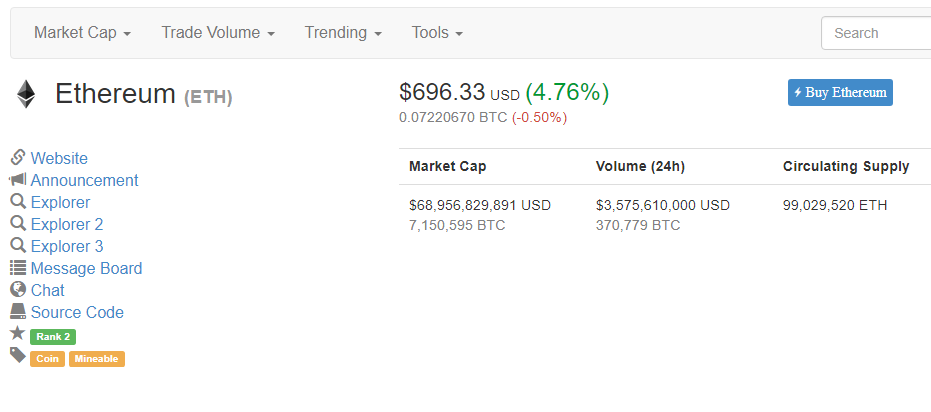 Market Cap Trade Volume Trending Tools Search
Ethereum (ETH) $696.33 USD (4.76%) Buy Ethereum
0.07220670 BTC (-0.50%)
Website
Announcement
Explorer
Explorer 2
Explorer 3
Message Board
Chat
Source Code
Rank 2
Coin Mineable
Market Cap Volume (24h) Circulating Supply
$68,956,829,891 USD $3,575,610,000 USD 99,029,520 ETH
7,150,595 BTC 370,779 BTC